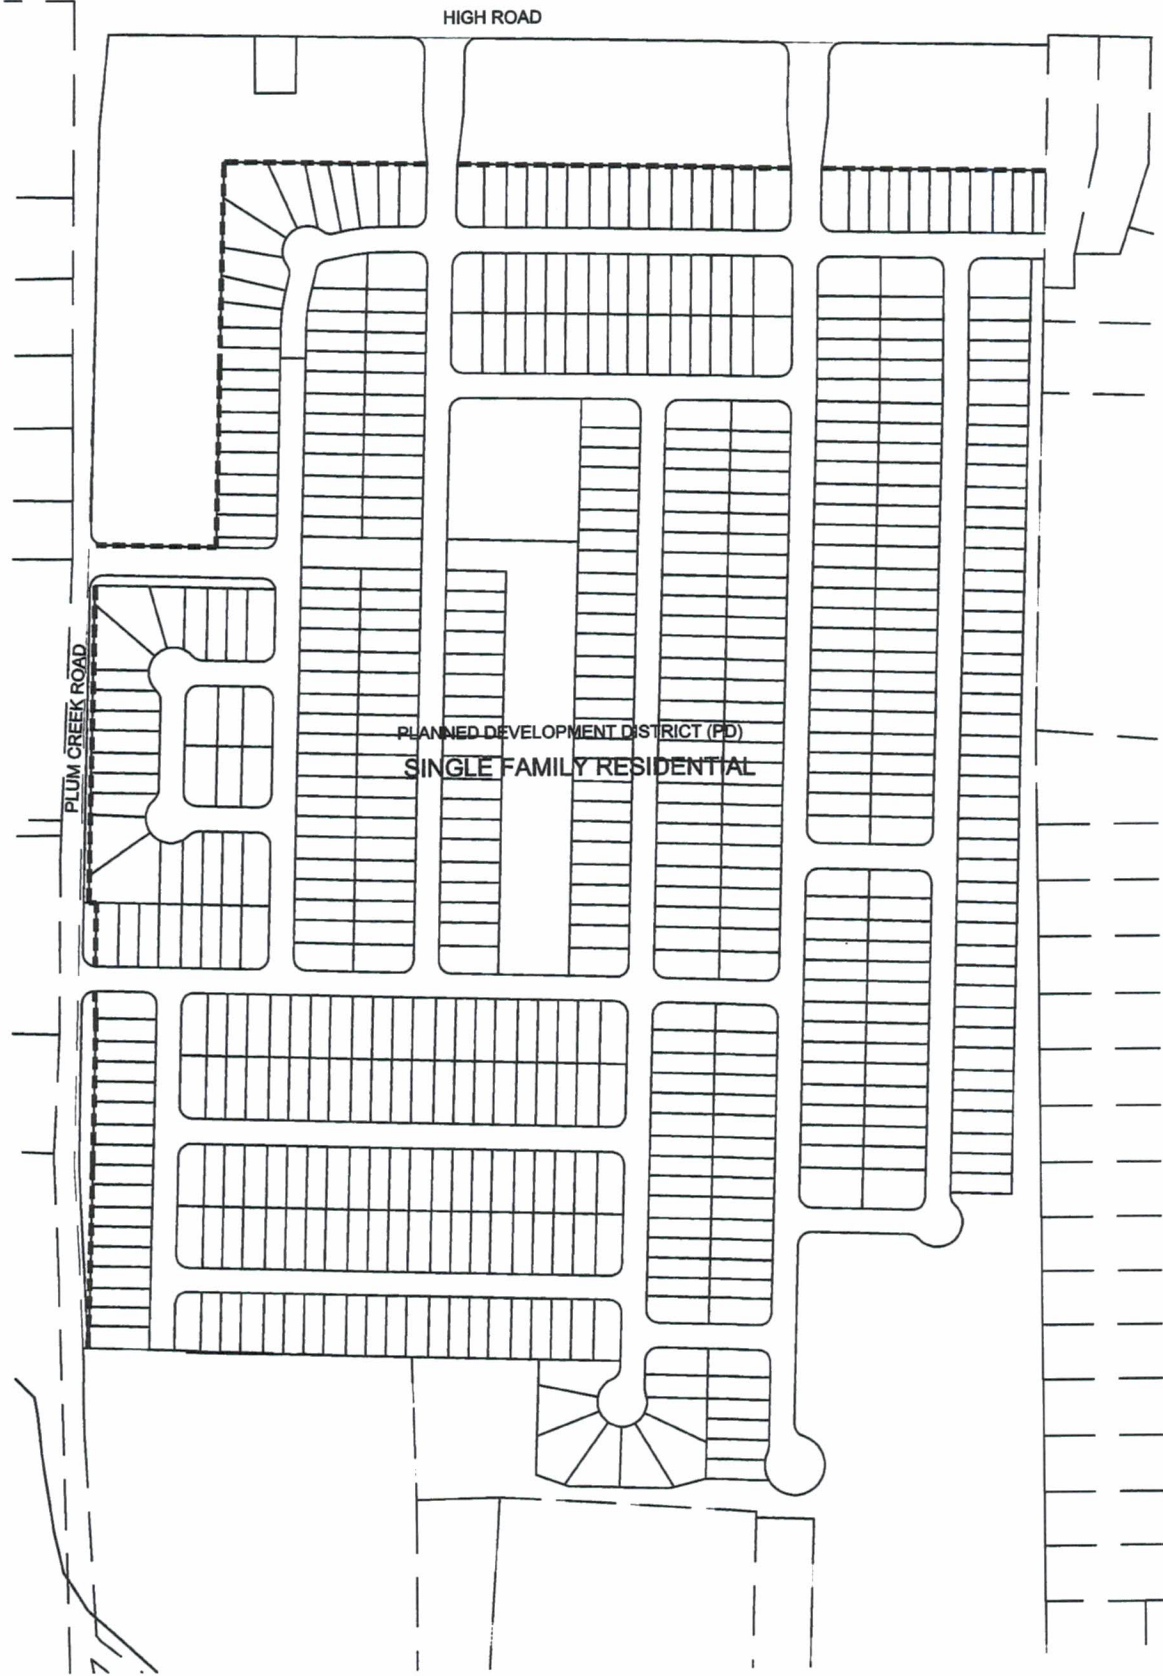 HIGH ROAD
PLUM CREEK ROAD
PLANNED DEVELOPMENT DISTRICT (PD)
SINGLE FAMILY RESIDENTIAL